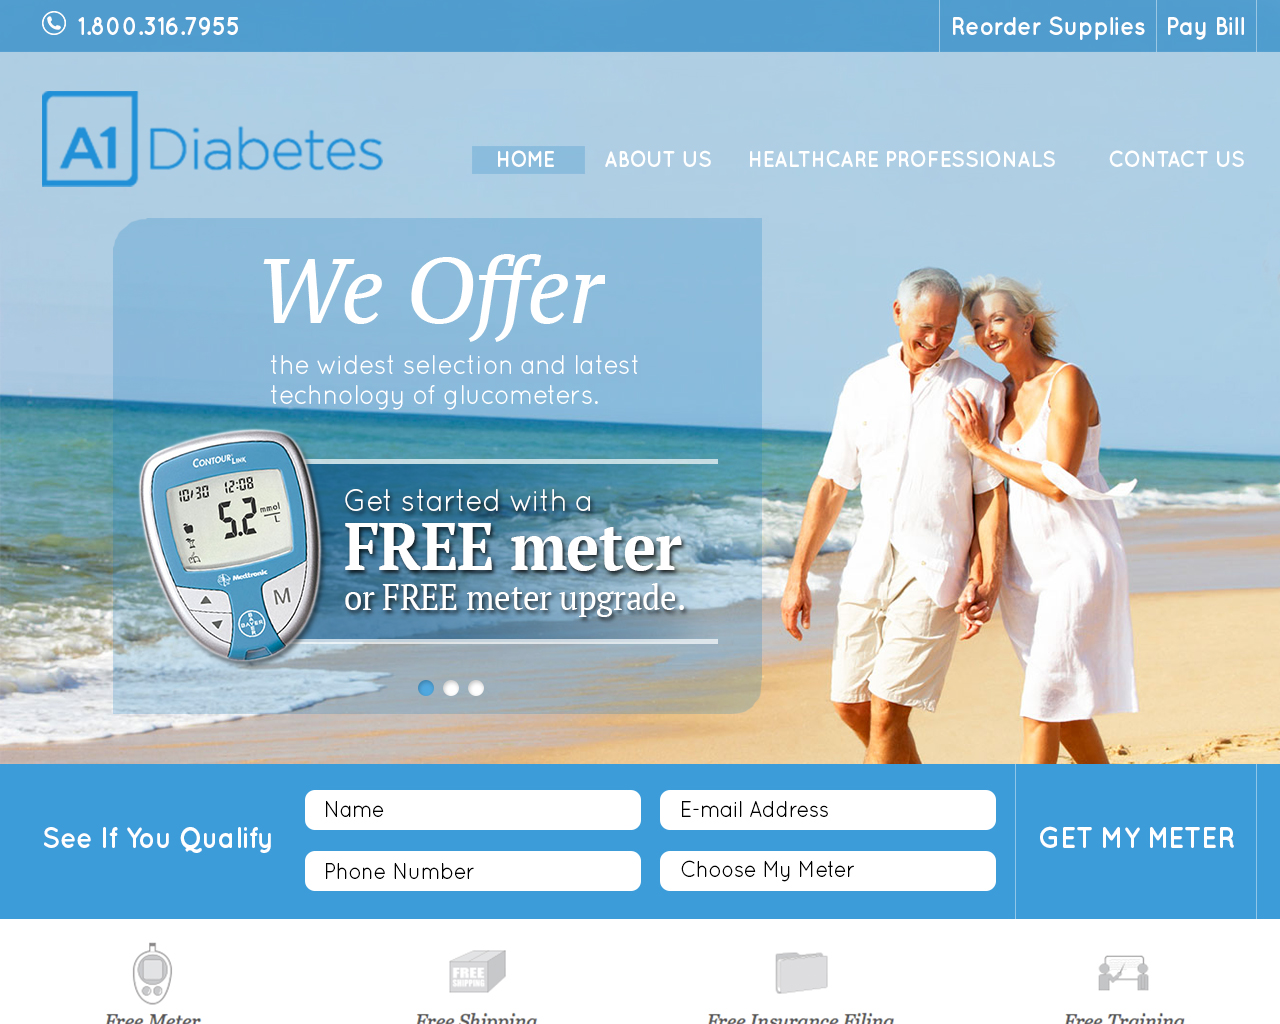 1.800.316.7955
Reorder Supplies
Pay Bill
A1 Diabetes
HOME
ABOUT US
HEALTHCARE PROFESSIONALS
CONTACT US
We Offer
the widest selection and latest
technology of glucometers.
CONTOUR LINK
10/30 12:08
5.2 mmol/L
Medtronic
M
BAYER
Get started with a
FREE meter
or FREE meter upgrade.
See If You Qualify
Name
E-mail Address
Phone Number
Choose My Meter
GET MY METER
FREE
SHIPPING
Free Meter
Free Shipping
Free Insurance Filing
Free Training